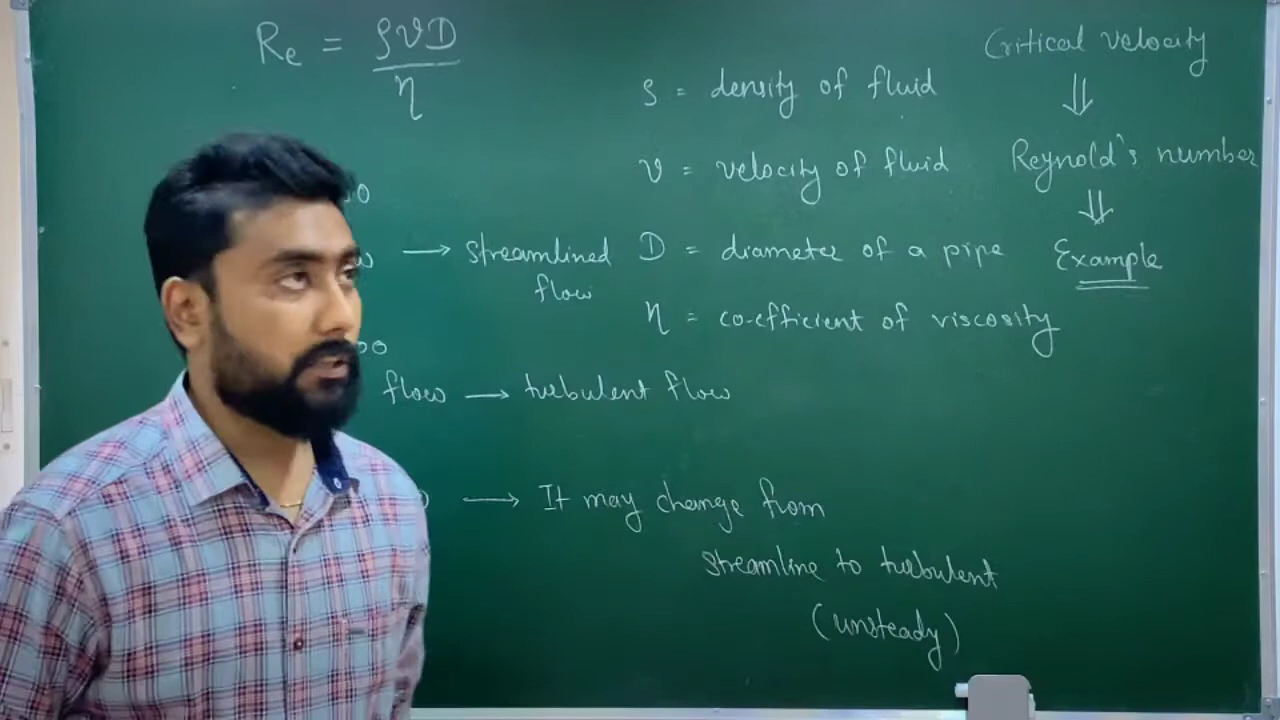 Re = ρVD
η
ρ = density of fluid
v = velocity of fluid
D = diameter of a pipe
η = co-efficient of viscosity
Critical velocity
⇓
Reynold's number
⇓
Example
→ streamlined
flow
flow → turbulent flow
→ It may change from
streamline to turbulent
(unsteady)